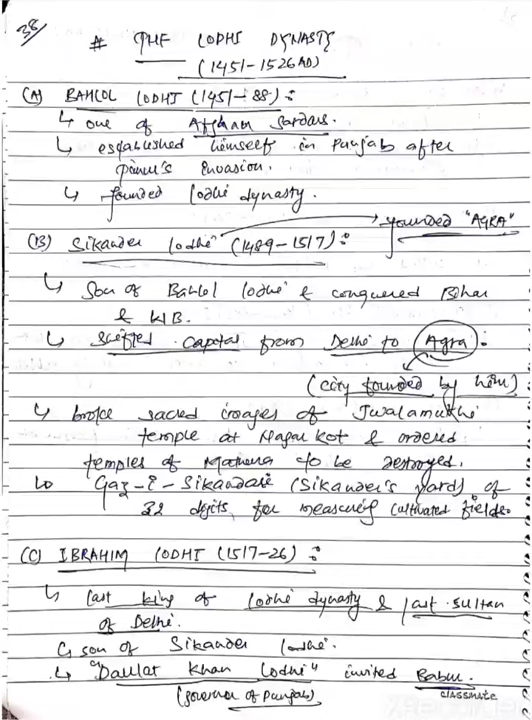 38
# THE LODHI DYNASTY
(1451-1526AD)
(A) BAHLOL LODHI (1451-88):
↳ one of Afghan Sardars.
↳ established himself in Punjab after
Invasion.
↳ founded Lodhi dynasty.
→ founded "AGRA"
(B) Sikander Lodhi (1489-1517):
↳ Son of Bahlol Lodhi & conquered Bihar
& WB.
↳ shifted capital from Delhi to Agra:
(city founded by him)
↳ broke sacred images of Jwalamukhi
temple at Nagar Kot & ordered
temples of Mathura to be destroyed.
↳ Gaz-E-Sikandari (Sikander's yard) of
32 digits for measuring cultivated fields.
(C) IBRAHIM LODHI (1517-26):
↳ last king of Lodhi dynasty & last sultan
of Delhi.
↳ son of Sikander Lodhi.
↳ "Daulat Khan Lodhi" invited Babur.
(governor of Punjab)
classmate